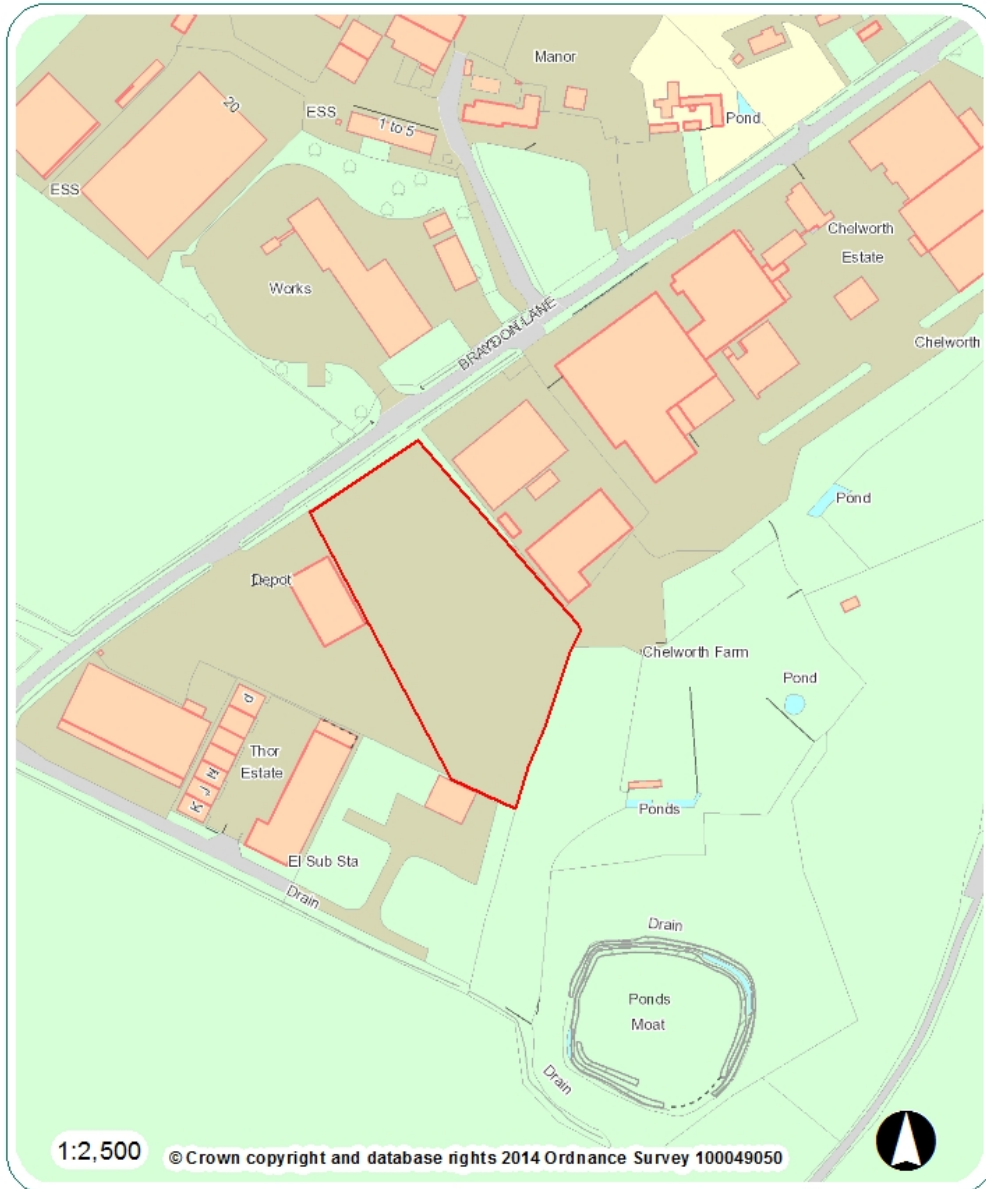 Manor
20
ESS
1 to 5
Pond
ESS
Chelworth
Estate
Works
BRAYDON LANE
Chelworth
Pond
Depot
Chelworth Farm
Pond
d
Thor
Estate
M
J
K
Ponds
El Sub Sta
Drain
Drain
Ponds
Moat
Drain
1:2,500
© Crown copyright and database rights 2014 Ordnance Survey 100049050